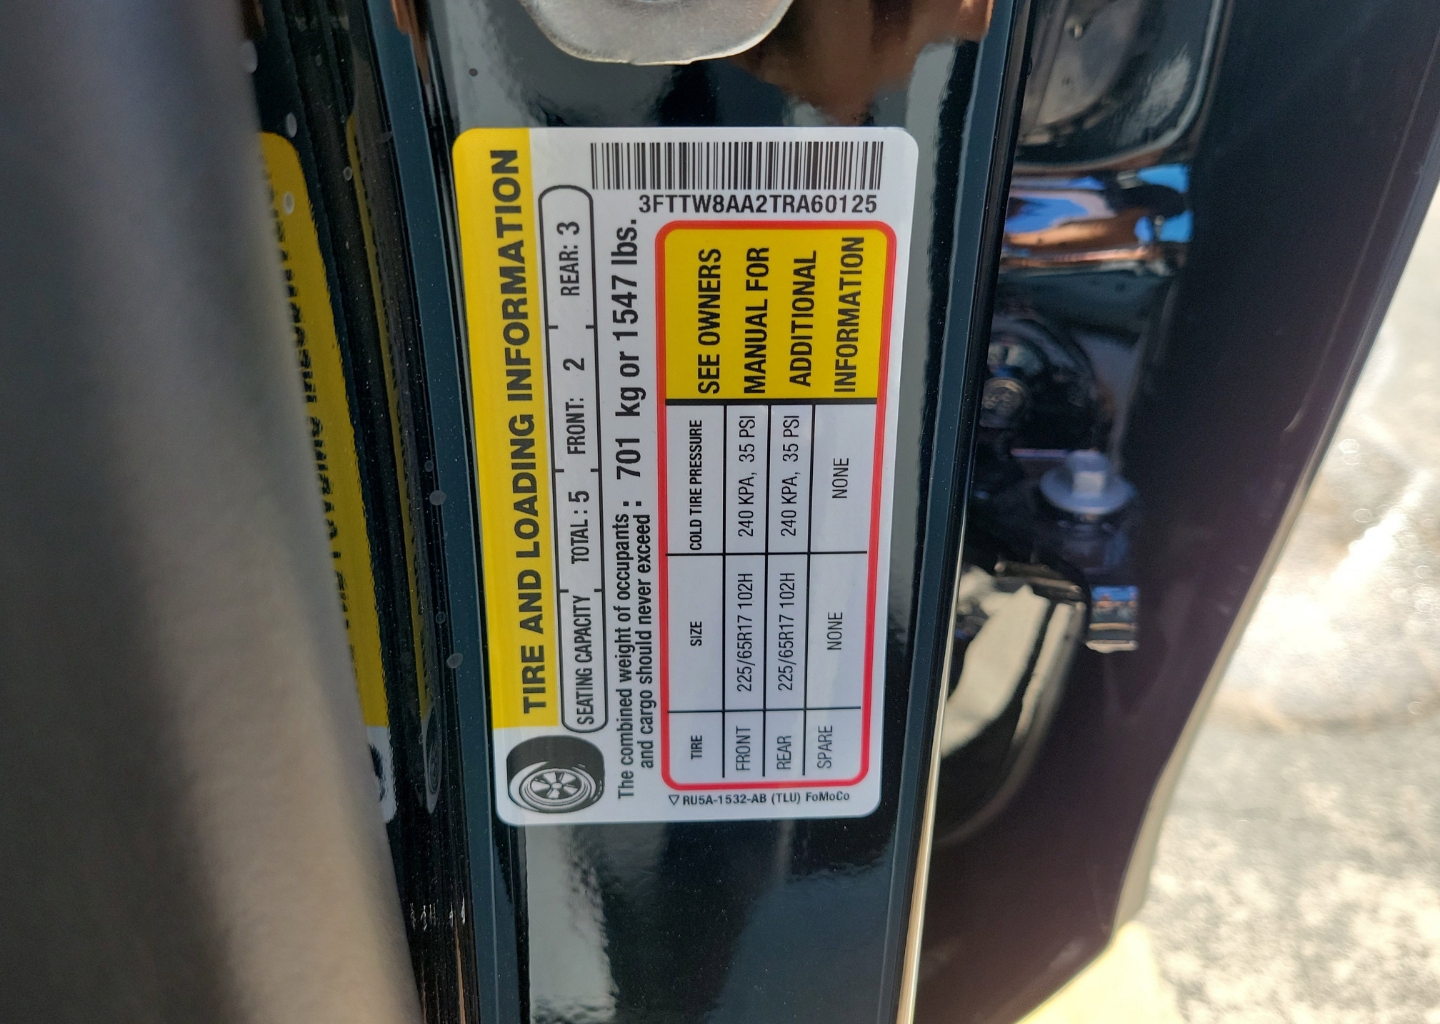 3FTTW8AA2TRA60125
TIRE AND LOADING INFORMATION
SEATING CAPACITY TOTAL : 5 FRONT: 2 REAR: 3
The combined weight of occupants
and cargo should never exceed : 701 kg or 1547 lbs.
TIRE SIZE COLD TIRE PRESSURE
FRONT 225/65R17 102H 240 KPA, 35 PSI
REAR 225/65R17 102H 240 KPA, 35 PSI
SPARE NONE NONE
SEE OWNERS
MANUAL FOR
ADDITIONAL
INFORMATION
RU5A-1532-AB (TLU) FoMoCo